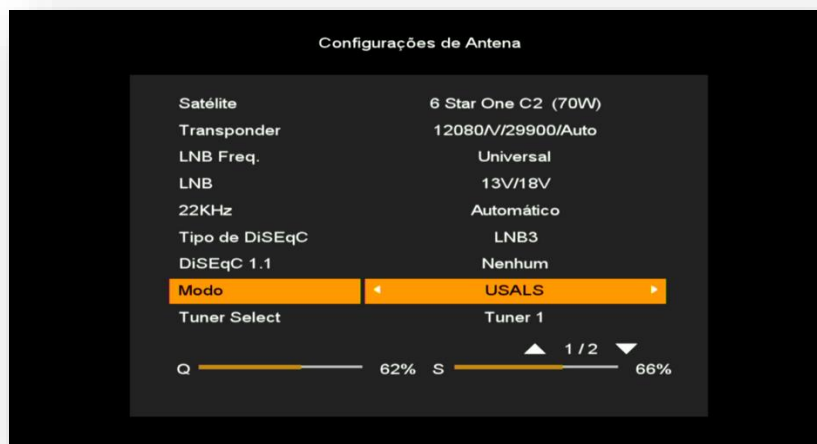 Configurações de Antena
Satélite 6 Star One C2 (70W)
Transponder 12080/V/29900/Auto
LNB Freq. Universal
LNB 13V/18V
22KHz Automático
Tipo de DiSEqC LNB3
DiSEqC 1.1 Nenhum
Modo USALS
Tuner Select Tuner 1
1/2
Q 62% S 66%